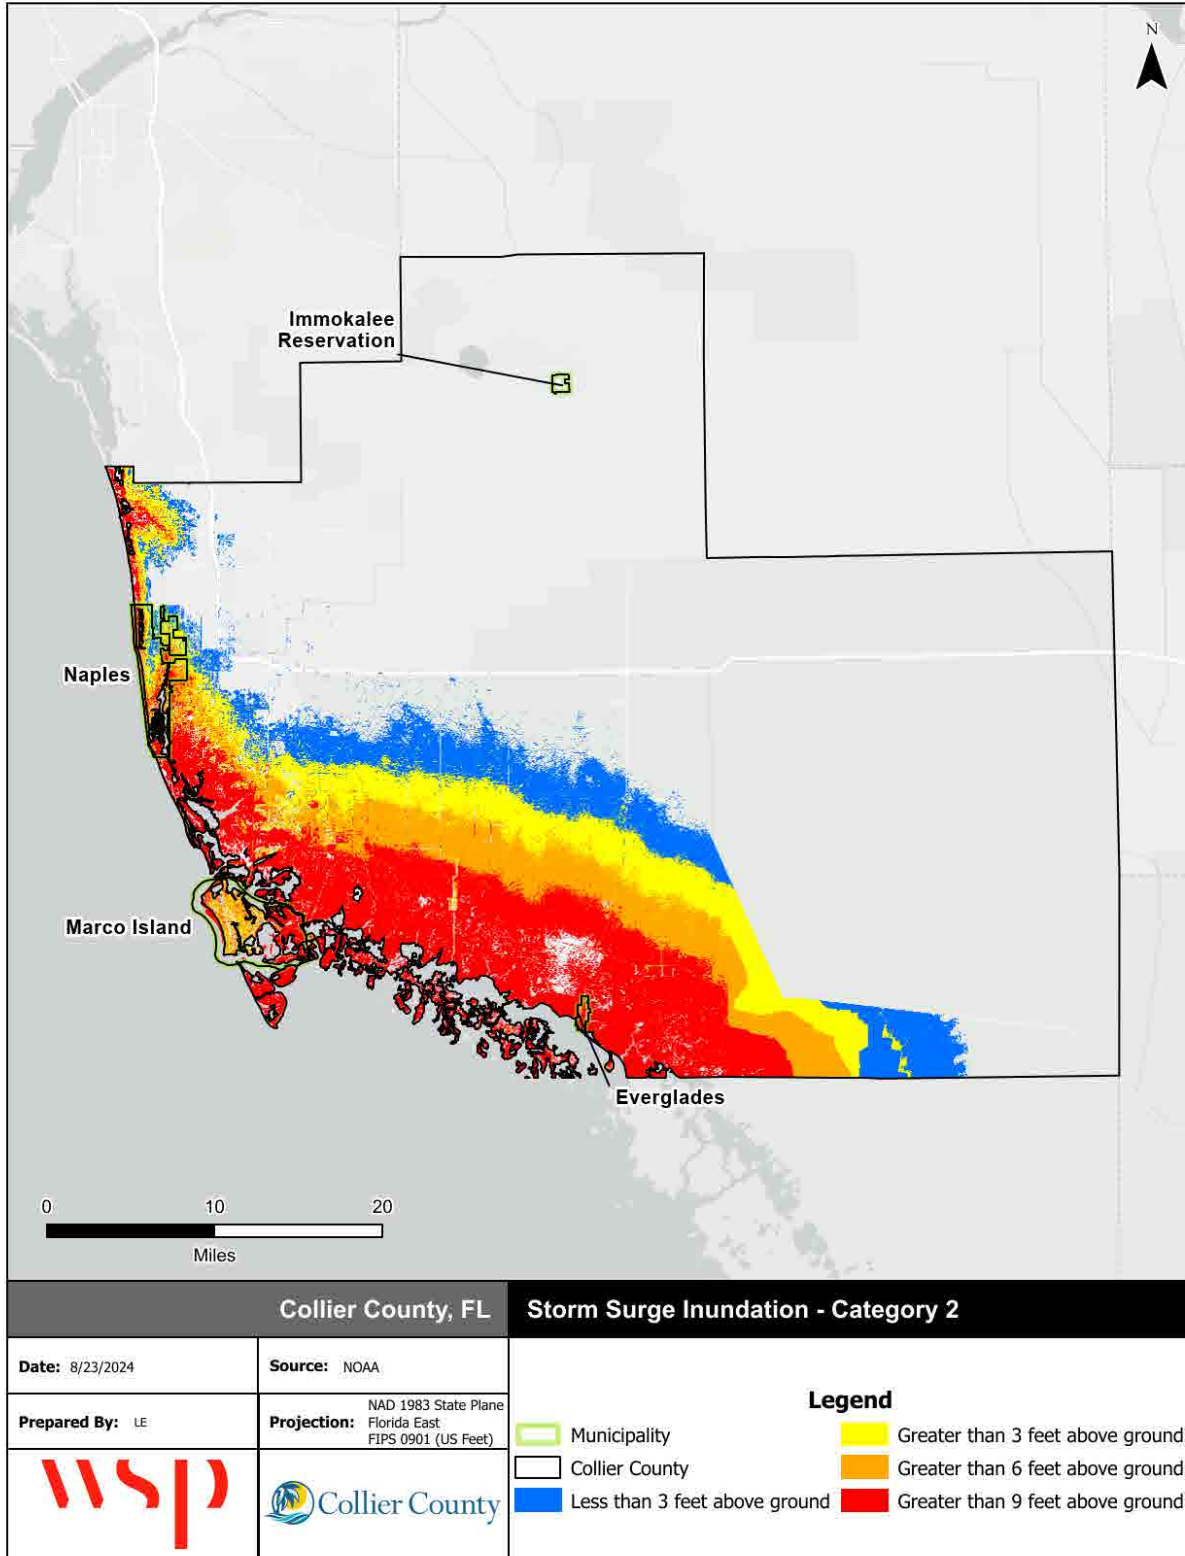 N
Immokalee
Reservation
Naples
Marco Island
Everglades
0 10 20
Miles
Collier County, FL
Storm Surge Inundation - Category 2
Date: 8/23/2024
Source: NOAA
Prepared By: LE
Projection: NAD 1983 State Plane
Florida East
FIPS 0901 (US Feet)
wsp
Collier County
Legend
Municipality
Collier County
Less than 3 feet above ground
Greater than 3 feet above ground
Greater than 6 feet above ground
Greater than 9 feet above ground